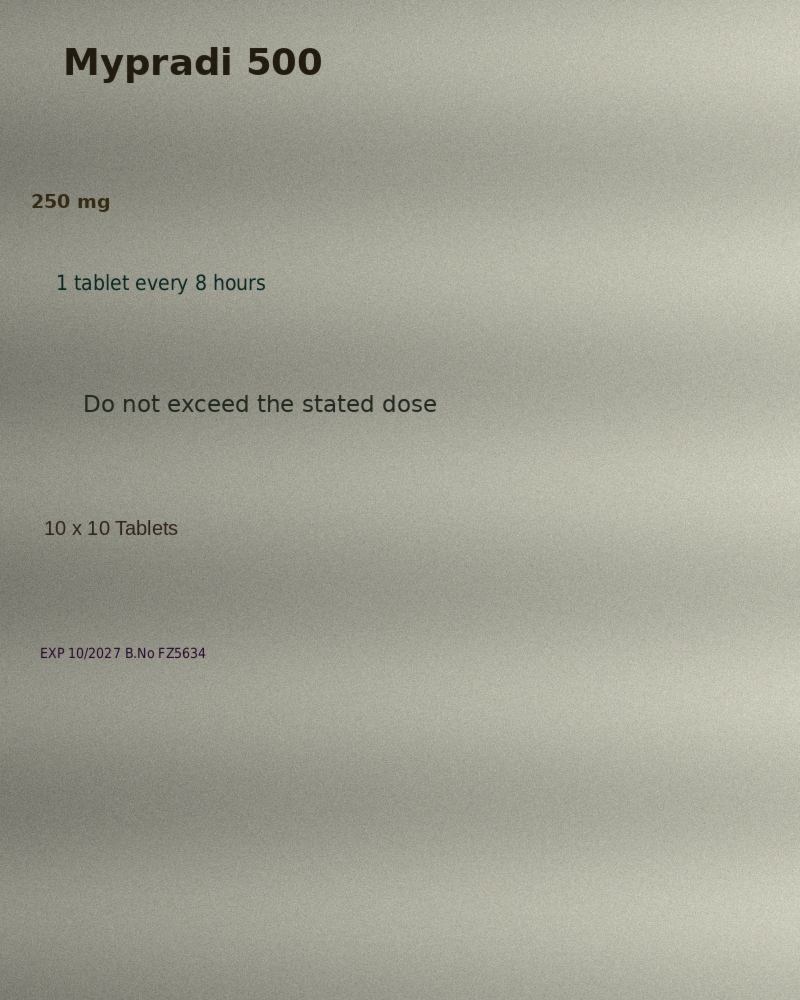 Mypradi 500
250 mg
1 tablet every 8 hours
Do not exceed the stated dose
10 x 10 Tablets
EXP 10/2027 B.No FZ5634